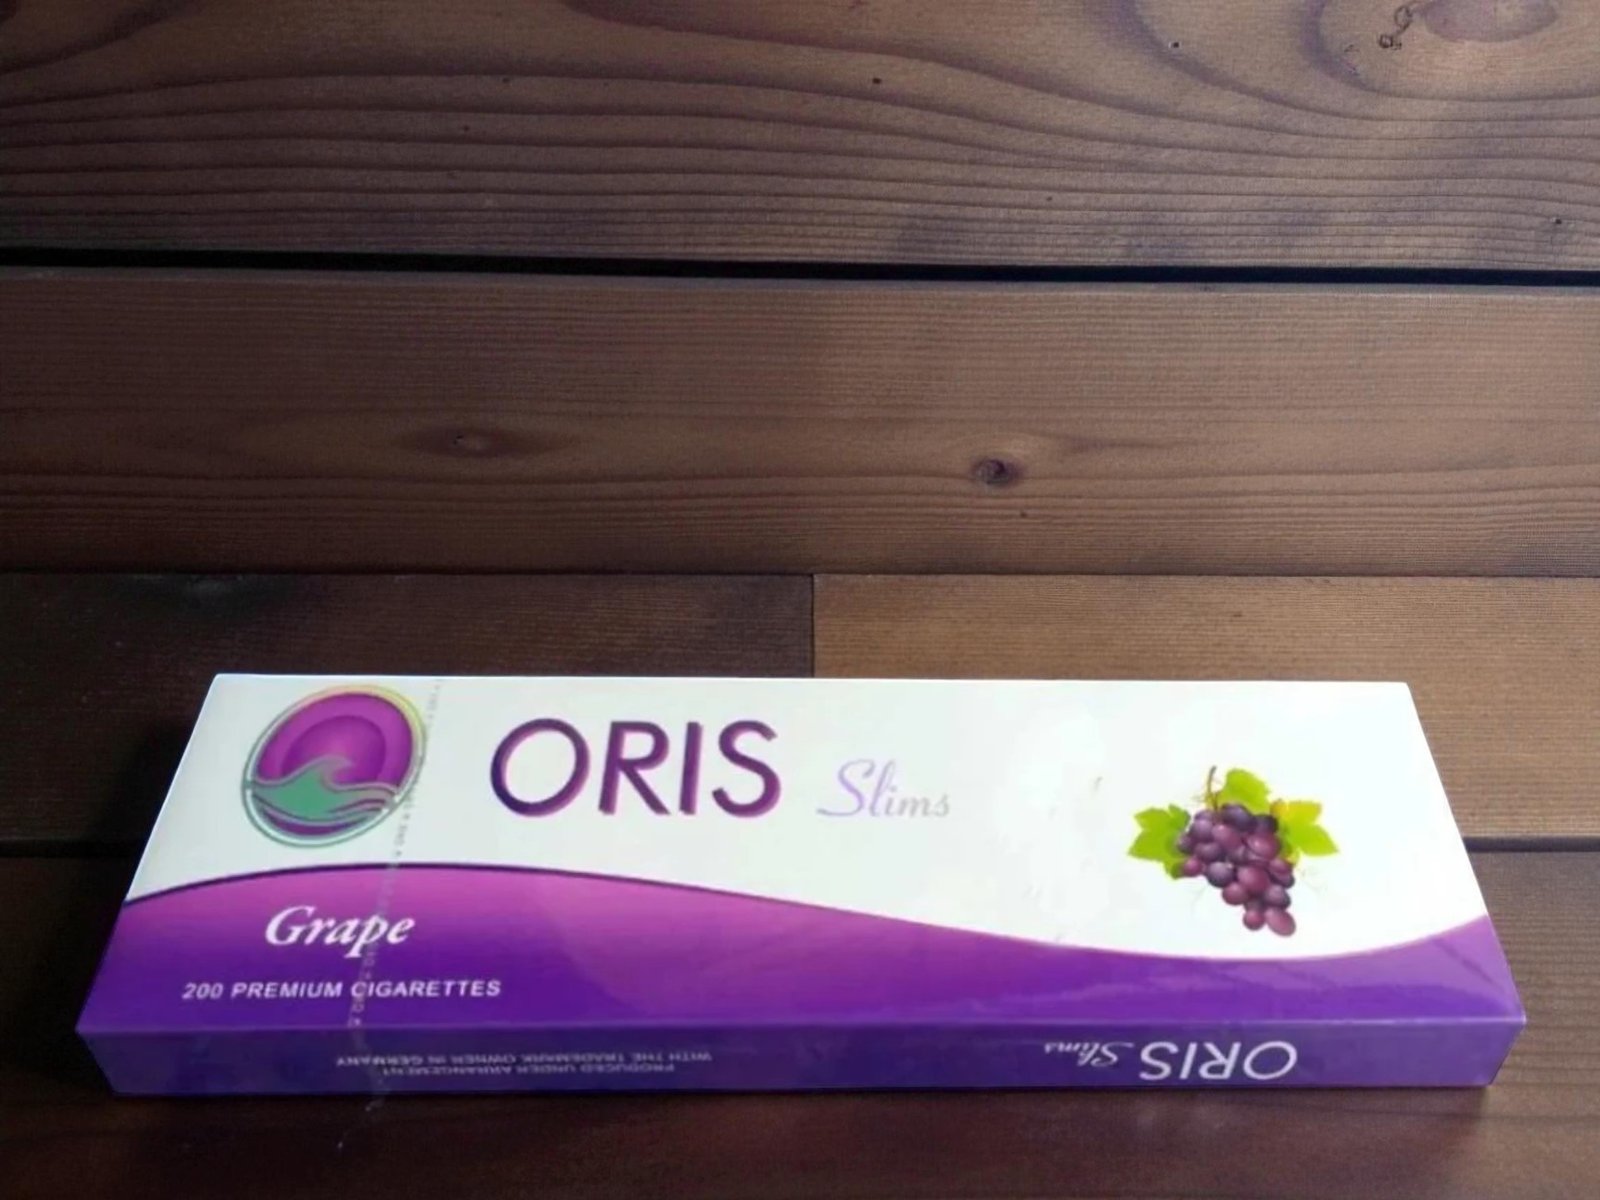 ORIS Slims
Grape
200 PREMIUM CIGARETTES
PRODUCED UNDER ARRANGEMENT
WITH THE TRADEMARK OWNER IN GERMANY
ORIS Slims